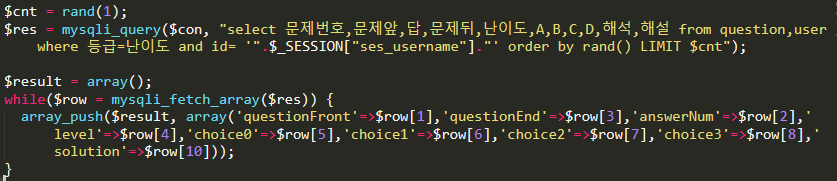 $cnt = rand(1);
$res = mysqli_query($con, "select 문제번호,문제앞,답,문제뒤,난이도,A,B,C,D,해석,해설 from question,user
where 등급=난이도 and id= '".$_SESSION["ses_username"]."' order by rand() LIMIT $cnt");
$result = array();
while($row = mysqli_fetch_array($res)) {
array_push($result, array('questionFront'=>$row[1],'questionEnd'=>$row[3],'answerNum'=>$row[2],'
level'=>$row[4],'choice0'=>$row[5],'choice1'=>$row[6],'choice2'=>$row[7],'choice3'=>$row[8],'
solution'=>$row[10]));
}